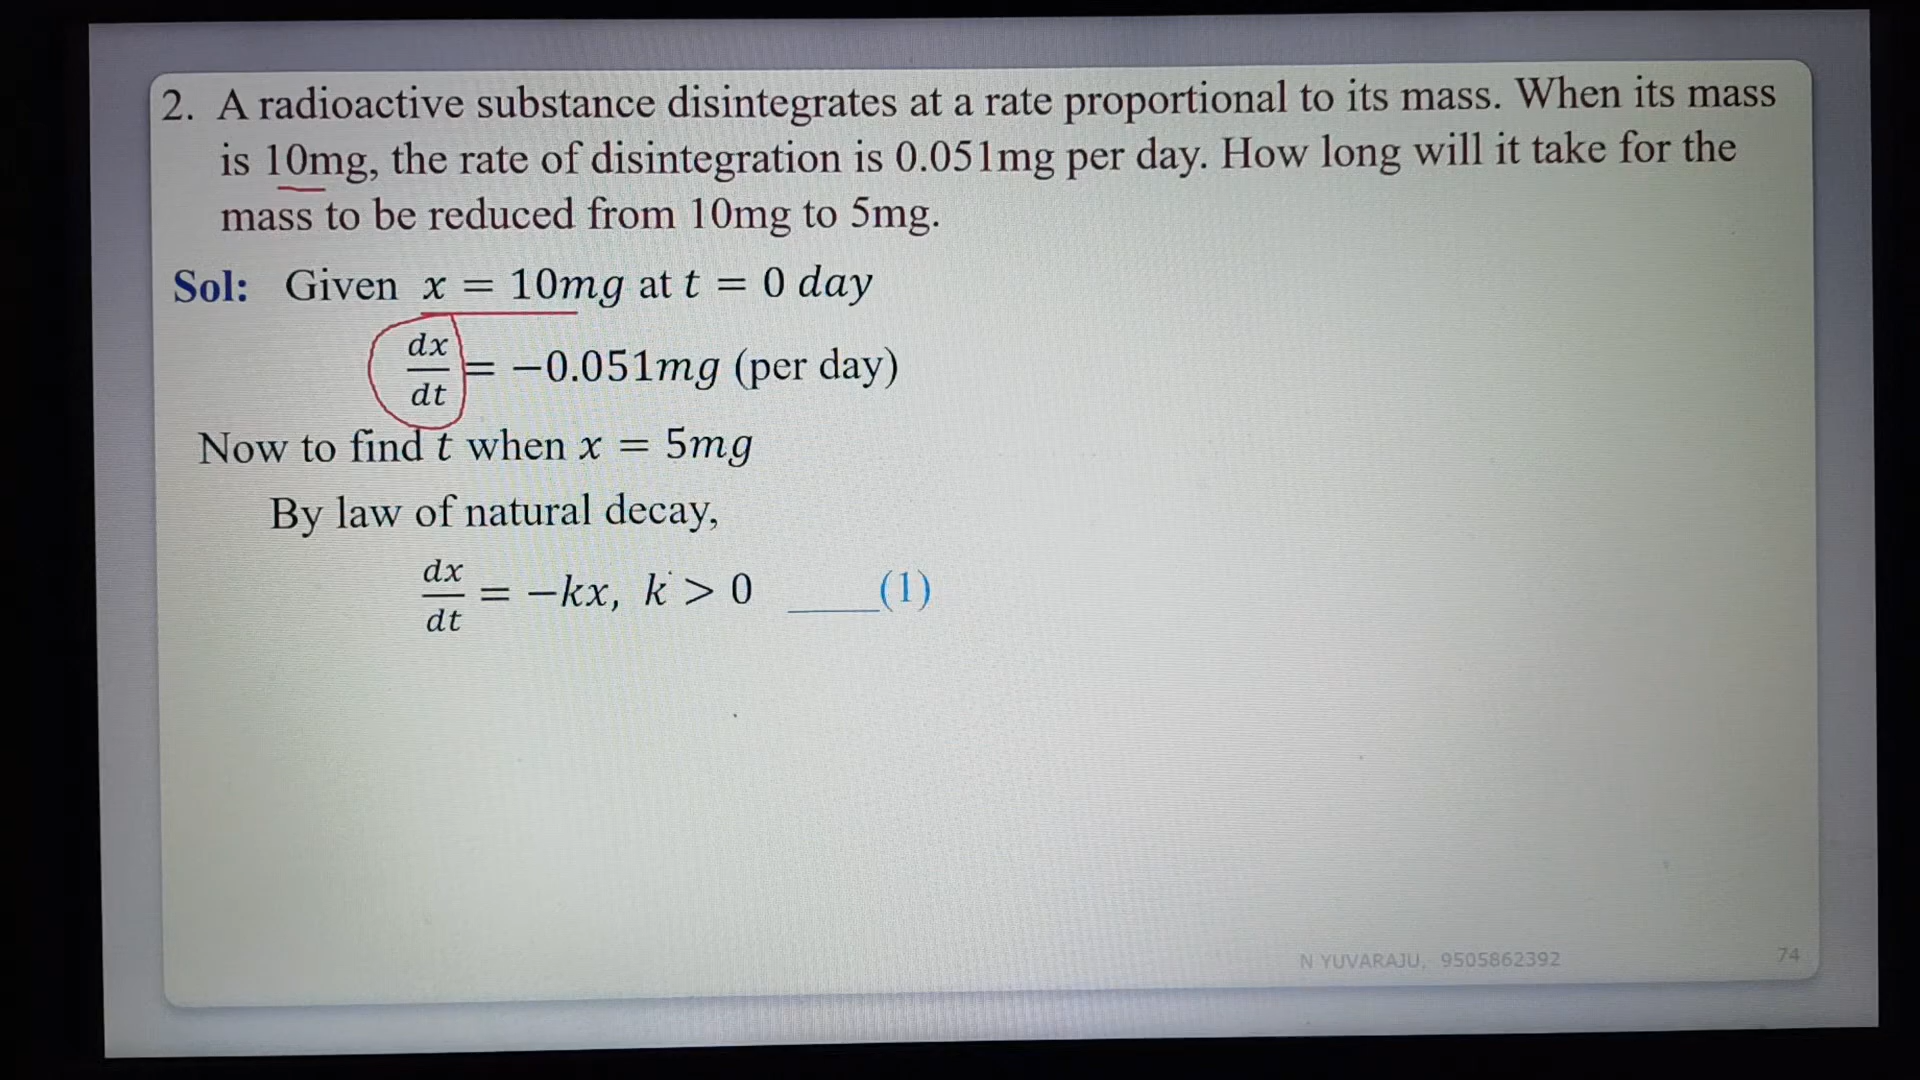 2. A radioactive substance disintegrates at a rate proportional to its mass. When its mass
is 10mg, the rate of disintegration is 0.051mg per day. How long will it take for the
mass to be reduced from 10mg to 5mg.
Sol: Given x = 10mg at t = 0 day
dx/dt = −0.051mg (per day)
Now to find t when x = 5mg
By law of natural decay,
dx/dt = −kx, k > 0 ____(1)
N YUVARAJU, 9505862392
74